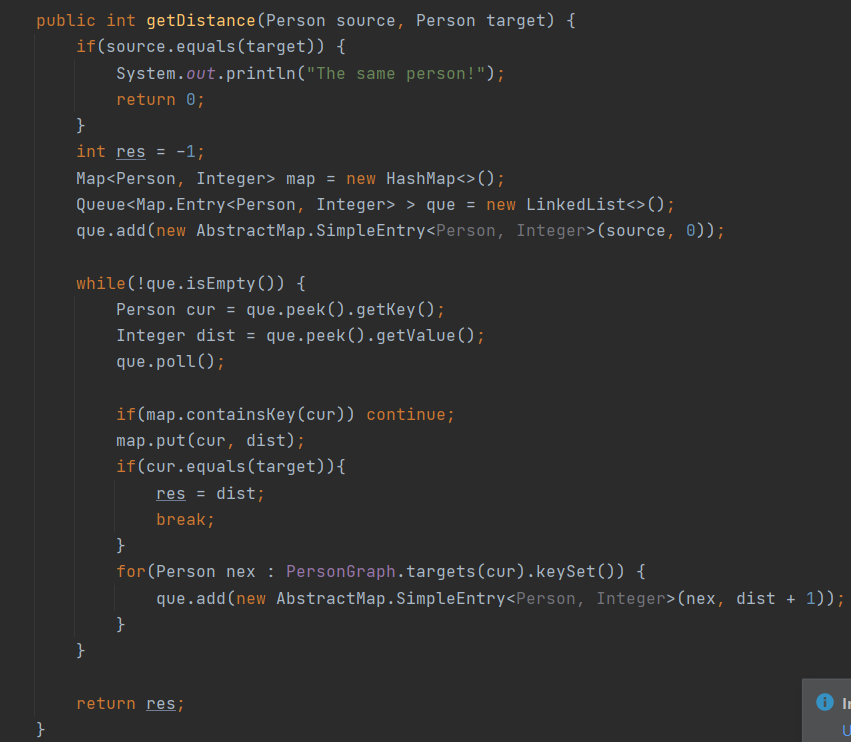 public int getDistance(Person source, Person target) {
if(source.equals(target)) {
System.out.println("The same person!");
return 0;
}
int res = -1;
Map<Person, Integer> map = new HashMap<>();
Queue<Map.Entry<Person, Integer> > que = new LinkedList<>();
que.add(new AbstractMap.SimpleEntry<Person, Integer>(source, 0));
while(!que.isEmpty()) {
Person cur = que.peek().getKey();
Integer dist = que.peek().getValue();
que.poll();
if(map.containsKey(cur)) continue;
map.put(cur, dist);
if(cur.equals(target)){
res = dist;
break;
}
for(Person nex : PersonGraph.targets(cur).keySet()) {
que.add(new AbstractMap.SimpleEntry<Person, Integer>(nex, dist + 1));
}
}
return res;
}